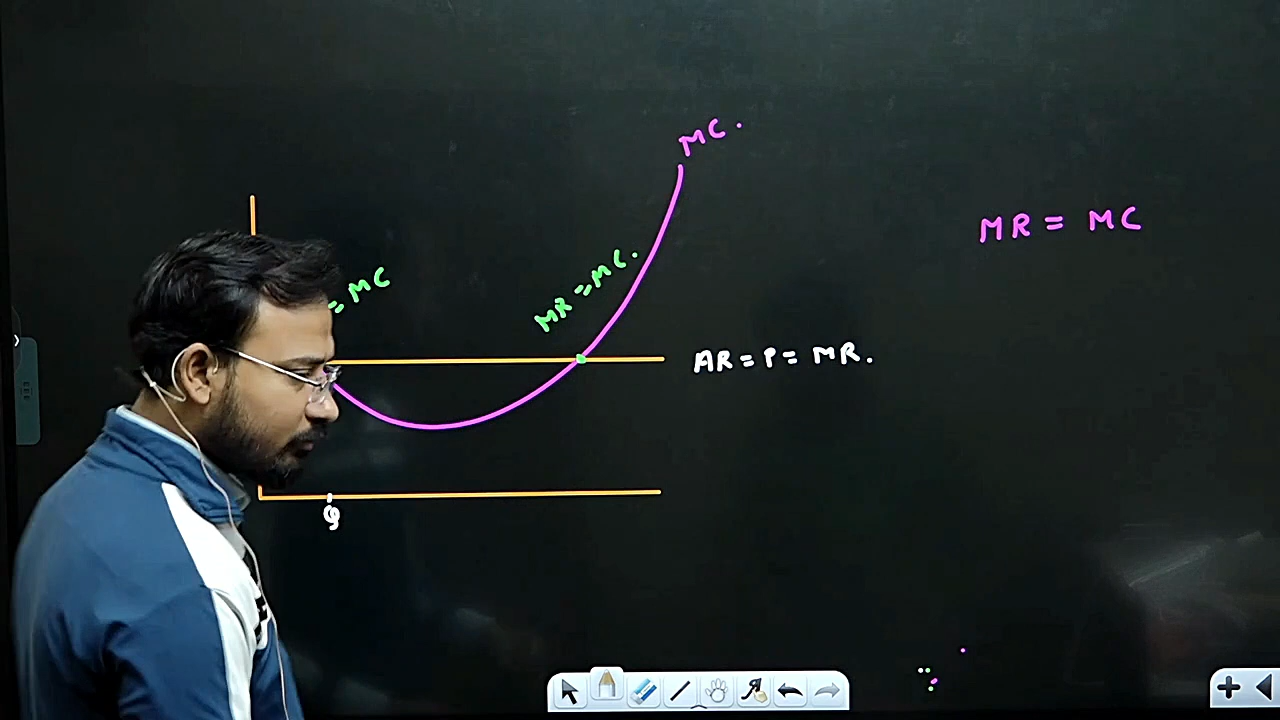 MC.
MR = MC
= MC
MR = MC.
AR = P = MR.
Q